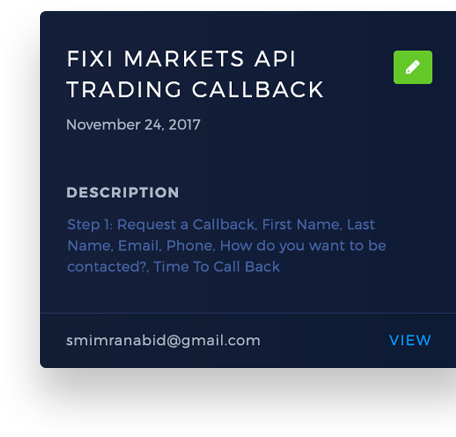 FIXI MARKETS API
TRADING CALLBACK
November 24, 2017
DESCRIPTION
Step 1: Request a Callback, First Name, Last
Name, Email, Phone, How do you want to be
contacted?, Time To Call Back
smimranabid@gmail.com
VIEW